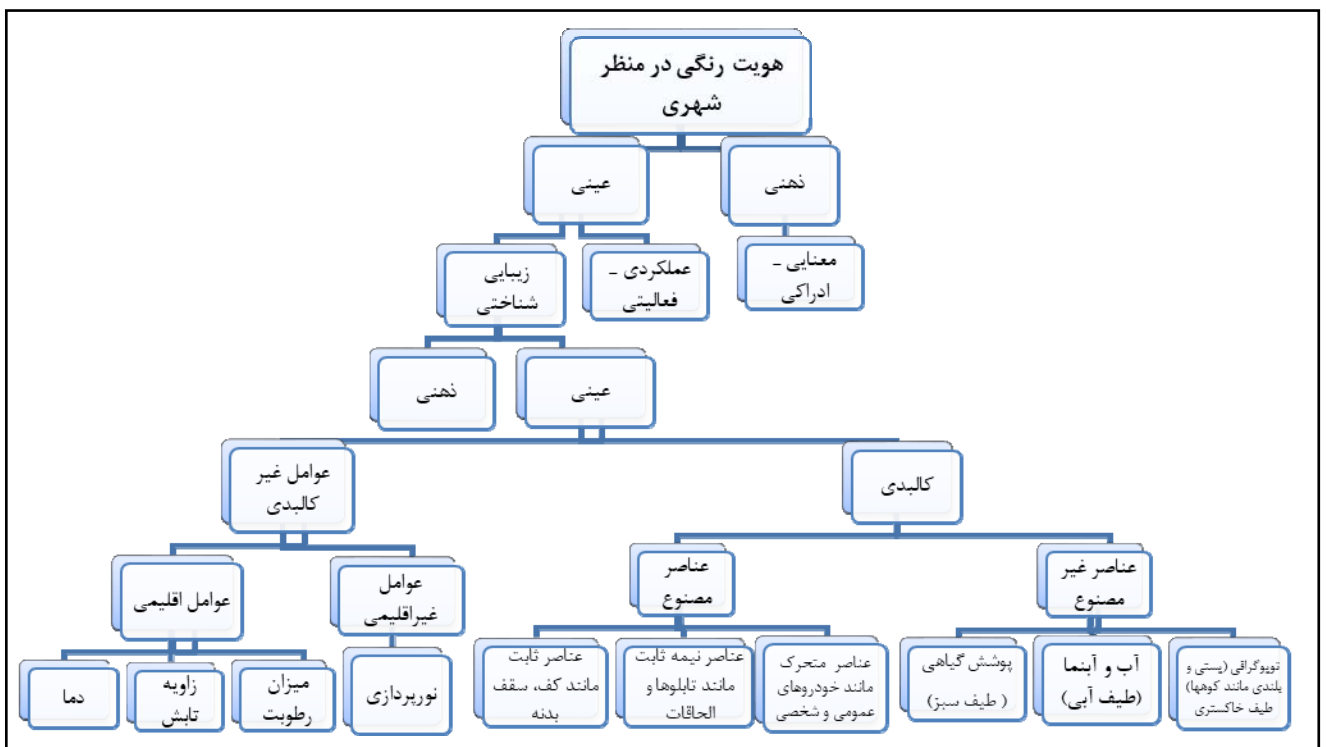 هویت رنگی در منظر
شهری
ذهنی
عینی
معنایی ـ
ادراکی
عملکردی ـ
فعالیتی
زیبایی
شناختی
عینی
ذهنی
کالبدی
عوامل غیر
کالبدی
عناصر غیر
مصنوع
عناصر
مصنوع
عوامل
غیراقلیمی
عوامل اقلیمی
توپوگراقی (پستی و
بلندی مانند کوهها)
طیف خاکستری
آب و آبنما
(طیف آبی)
پوشش گیاهی
( طیف سبز)
عناصر متحرک
مانند خودروهای
عمومی و شخصی
عناصر نیمه ثابت
مانند تابلوها و
الحاقات
عناصر ثابت
مانند کف، سقف
بدنه
نورپردازی
میزان
رطوبت
زاویه
تابش
دما